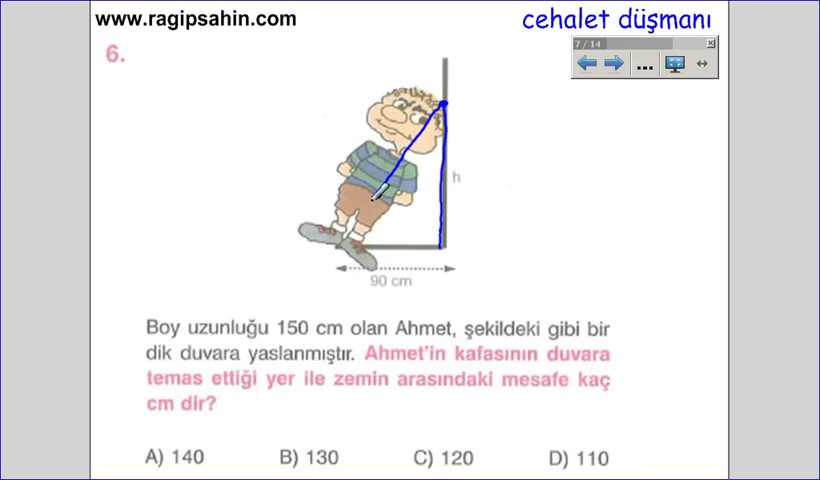 www.ragipsahin.com
cehalet düşmanı
7 / 14
6.
h
90 cm
Boy uzunluğu 150 cm olan Ahmet, şekildeki gibi bir
dik duvara yaslanmıştır. Ahmet'in kafasının duvara
temas ettiği yer ile zemin arasındaki mesafe kaç
cm dir?
A) 140 B) 130 C) 120 D) 110